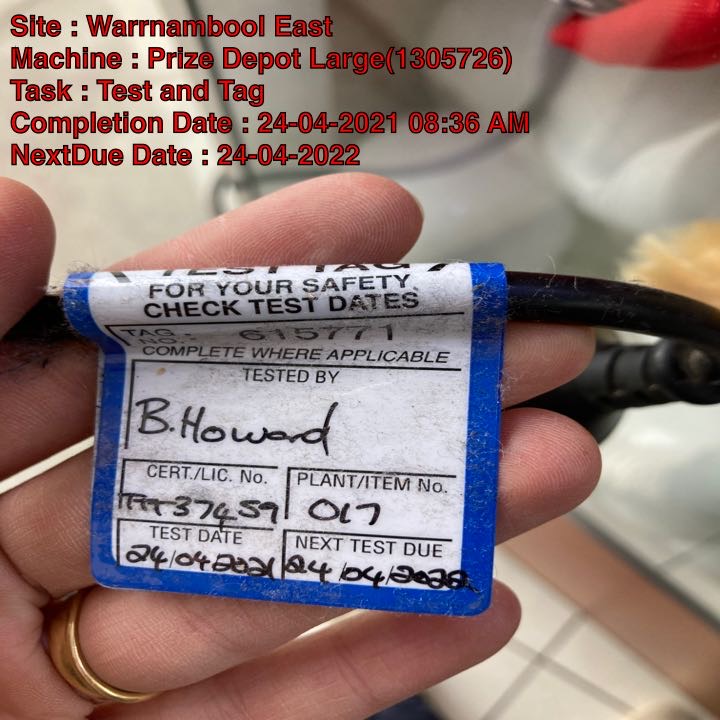 Site : Warrnambool East
Machine : Prize Depot Large(1305726)
Task : Test and Tag
Completion Date : 24-04-2021 08:36 AM
NextDue Date : 24-04-2022
TEST TAG
FOR YOUR SAFETY
CHECK TEST DATES
TAG NO. 615771
COMPLETE WHERE APPLICABLE
TESTED BY
B.Howard
CERT./LIC. No. PLANT/ITEM No.
37459 017
TEST DATE NEXT TEST DUE
24/04/2021 24/04/2022